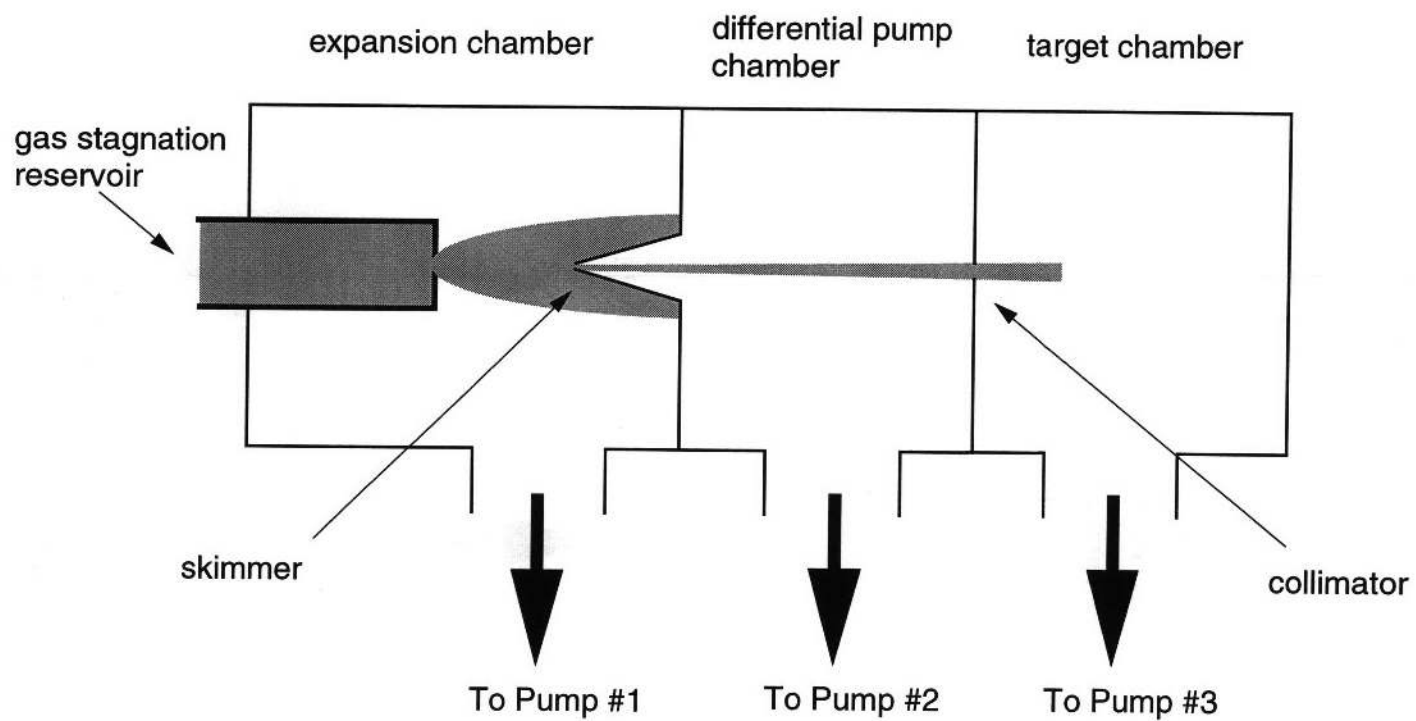 expansion chamber
differential pump
chamber
target chamber
gas stagnation
reservoir
skimmer
collimator
To Pump #1
To Pump #2
To Pump #3